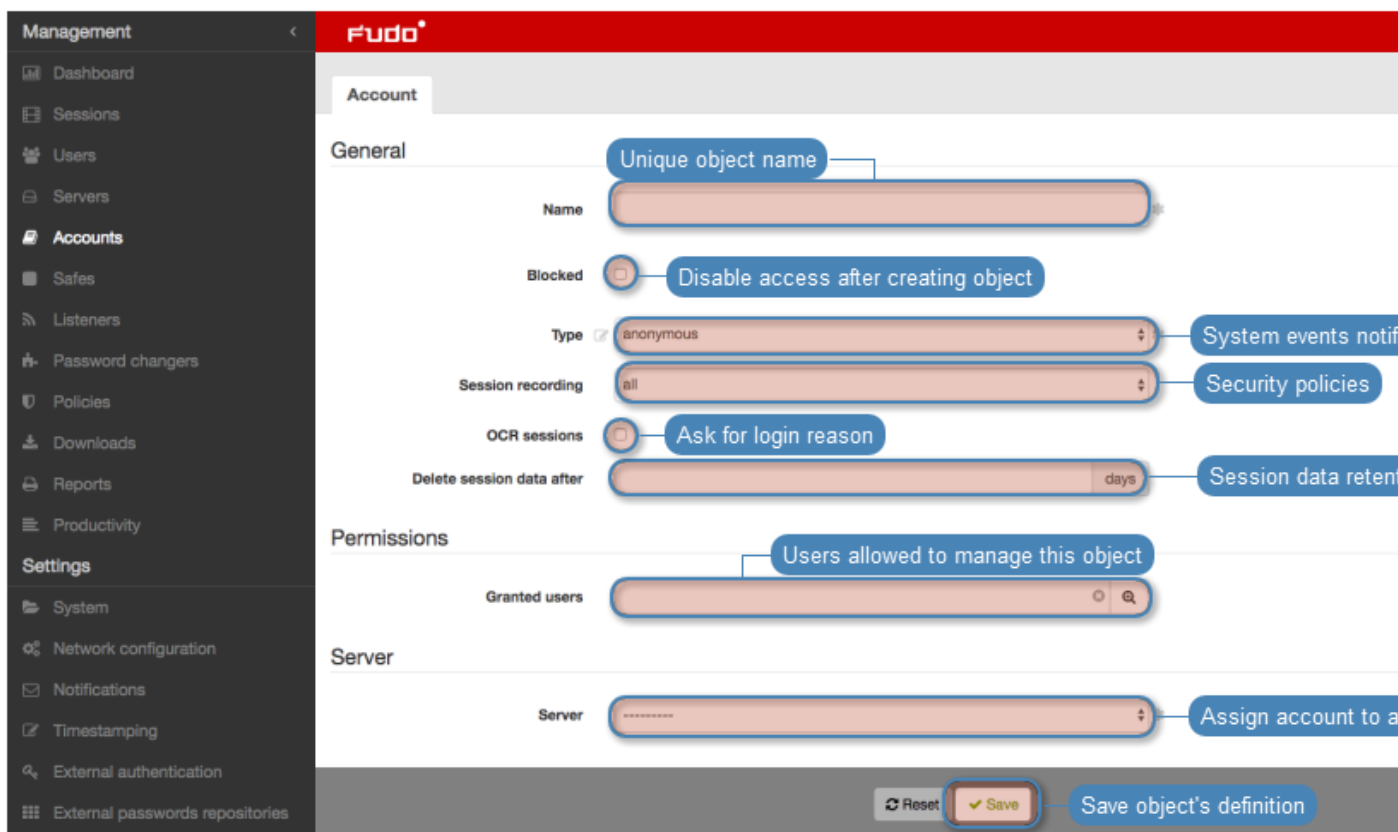 Management
Dashboard
Sessions
Users
Servers
Accounts
Safes
Listeners
Password changers
Policies
Downloads
Reports
Productivity
Settings
System
Network configuration
Notifications
Timestamping
External authentication
External passwords repositories
FUDO
Account
General
Unique object name
Name
Blocked
Disable access after creating object
Type
anonymous
System events notif
Session recording
all
Security policies
OCR sessions
Ask for login reason
Delete session data after
days
Session data retent
Permissions
Users allowed to manage this object
Granted users
Server
Server
---------
Assign account to a
Reset
Save
Save object's definition